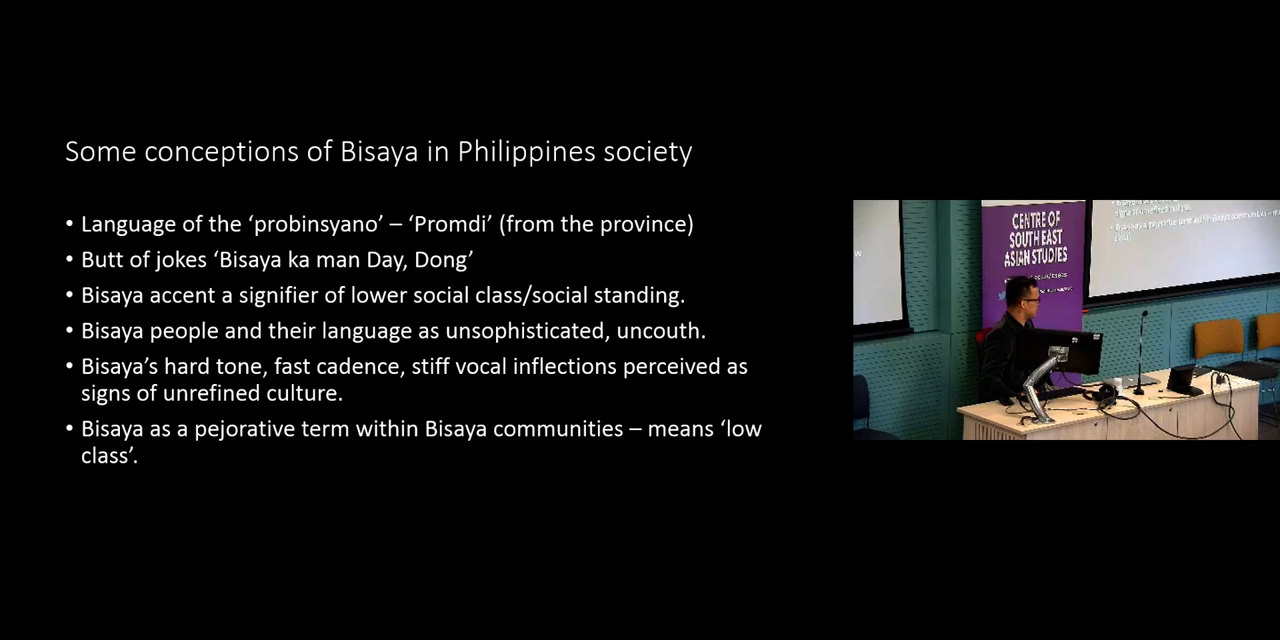 Some conceptions of Bisaya in Philippines society
• Language of the ‘probinsyano’ – ‘Promdi’ (from the province)
• Butt of jokes ‘Bisaya ka man Day, Dong’
• Bisaya accent a signifier of lower social class/social standing.
• Bisaya people and their language as unsophisticated, uncouth.
• Bisaya’s hard tone, fast cadence, stiff vocal inflections perceived as
signs of unrefined culture.
• Bisaya as a pejorative term within Bisaya communities – means ‘low
class’.
CENTRE OF
SOUTH EAST
ASIAN STUDIES
w